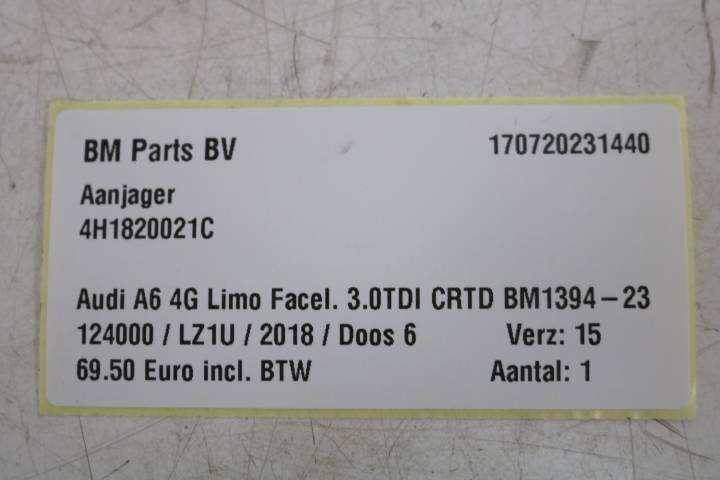 BM Parts BV 170720231440
Aanjager
4H1820021C
Audi A6 4G Limo Facel. 3.0TDI CRTD BM1394-23
124000 / LZ1U / 2018 / Doos 6 Verz: 15
69.50 Euro incl. BTW Aantal: 1